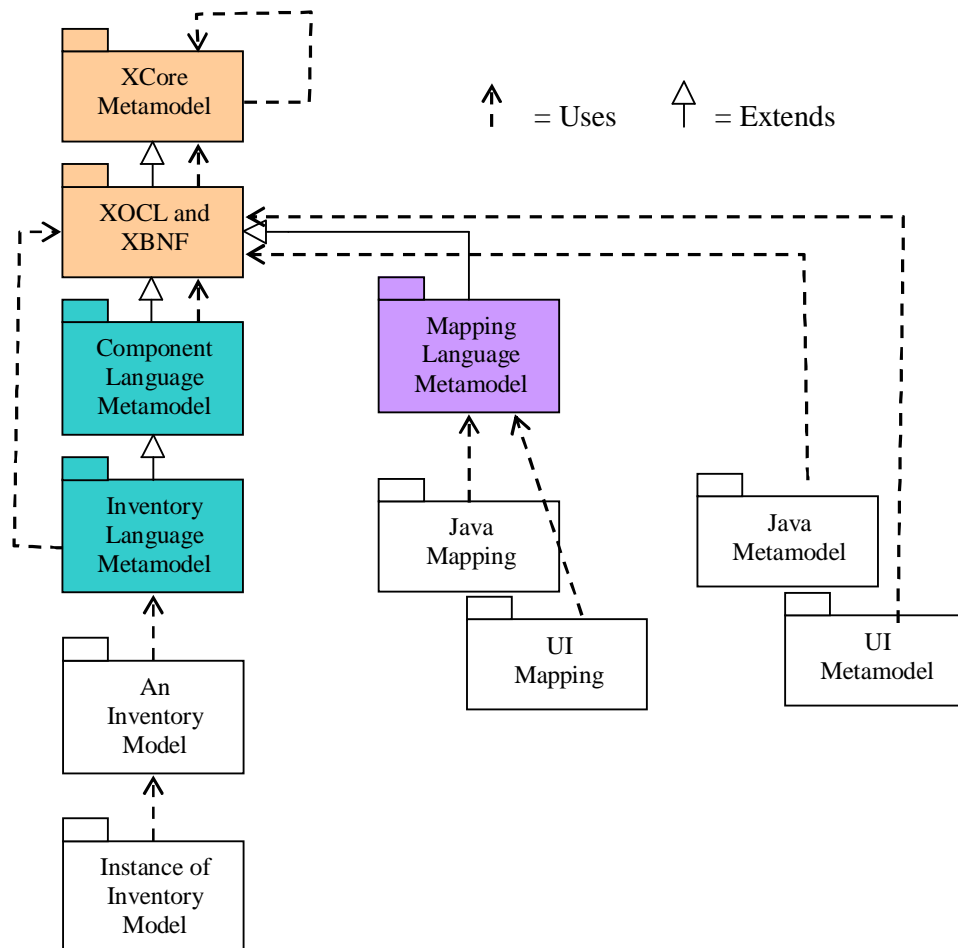 XCore
Metamodel
= Uses
= Extends
XOCL and
XBNF
Component
Language
Metamodel
Mapping
Language
Metamodel
Inventory
Language
Metamodel
Java
Mapping
Java
Metamodel
UI
Mapping
UI
Metamodel
An
Inventory
Model
Instance of
Inventory
Model